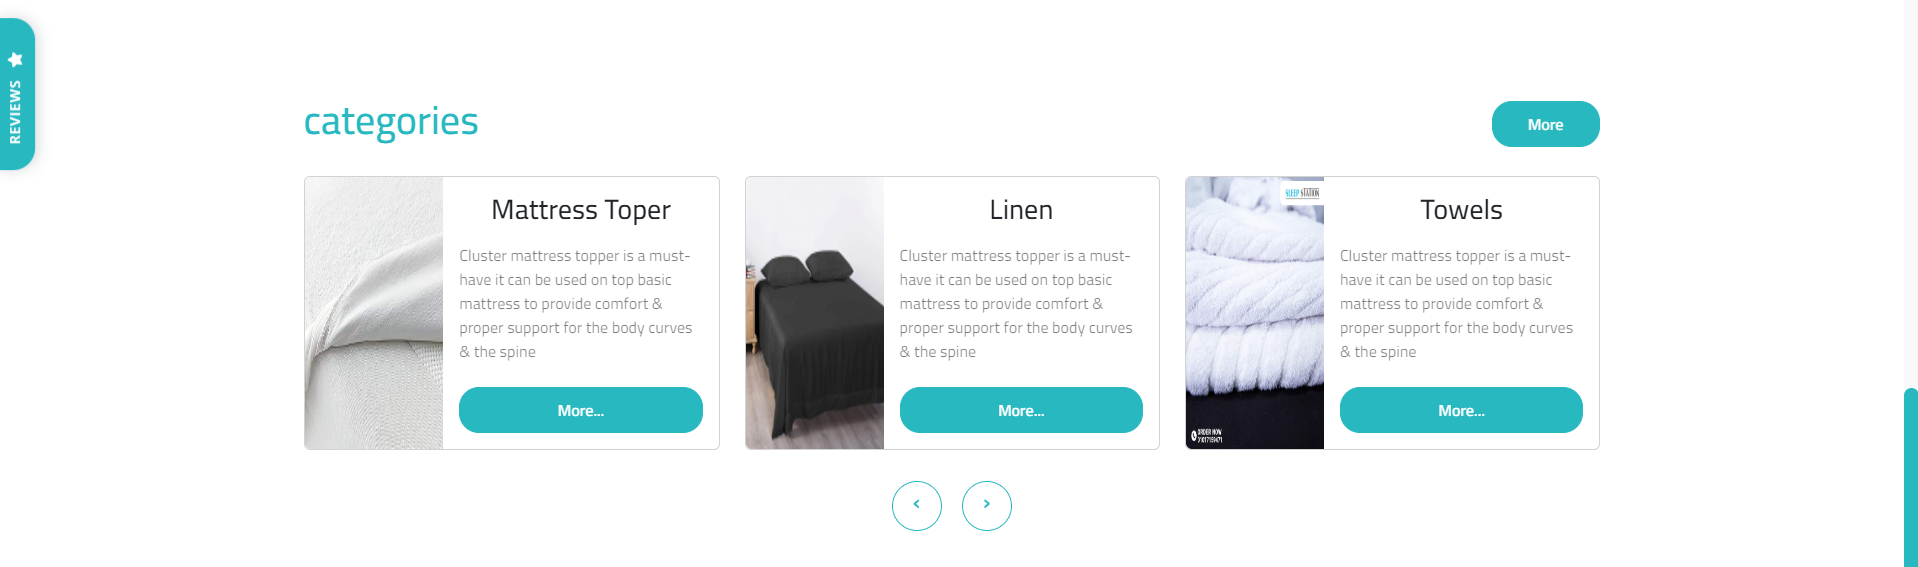 REVIEWS
categories
More
Mattress Toper
Cluster mattress topper is a must-
have it can be used on top basic
mattress to provide comfort &
proper support for the body curves
& the spine
More...
Linen
Cluster mattress topper is a must-
have it can be used on top basic
mattress to provide comfort &
proper support for the body curves
& the spine
More...
SLEEP STATION
ORDER NOW
Towels
Cluster mattress topper is a must-
have it can be used on top basic
mattress to provide comfort &
proper support for the body curves
& the spine
More...